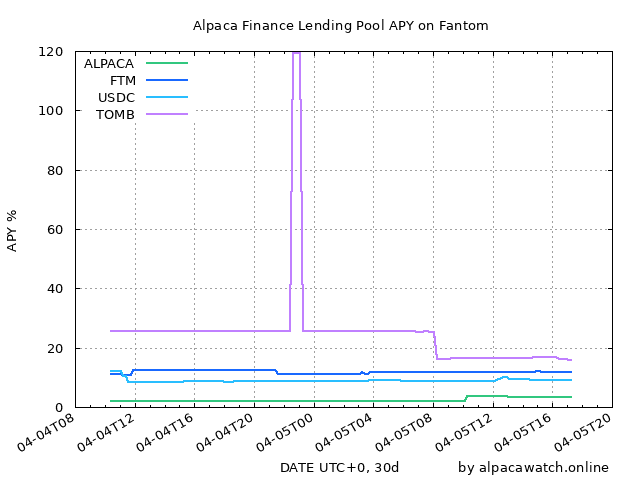 Alpaca Finance Lending Pool APY on Fantom
APY %
120
100
80
60
40
20
0
ALPACA
FTM
USDC
TOMB
04-04T08
04-04T12
04-04T16
04-04T20
04-05T00
04-05T04
04-05T08
04-05T12
04-05T16
04-05T20
DATE UTC+0, 30d
by alpacawatch.online